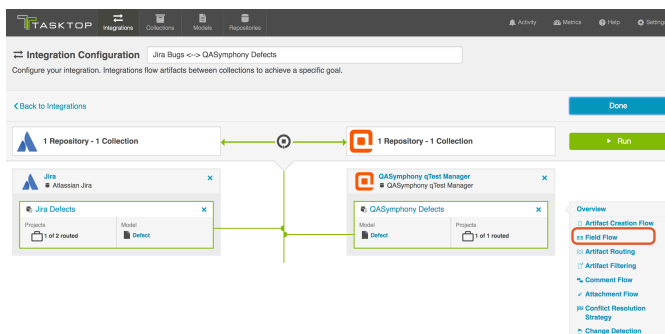 TASKTOP
Integrations
Collections
Models
Repositories
Activity
Metrics
Help
Settings
Integration Configuration
Jira Bugs <--> QASymphony Defects
Configure your integration. Integrations flow artifacts between collections to achieve a specific goal.
Back to Integrations
Done
1 Repository - 1 Collection
1 Repository - 1 Collection
Run
Jira
Atlassian Jira
QASymphony qTest Manager
QASymphony qTest Manager
Jira Defects
Projects
Model
1 of 2 routed
Defect
QASymphony Defects
Model
Projects
Defect
1 of 1 routed
Overview
Artifact Creation Flow
Field Flow
Artifact Routing
Artifact Filtering
Comment Flow
Attachment Flow
Conflict Resolution
Strategy
Change Detection